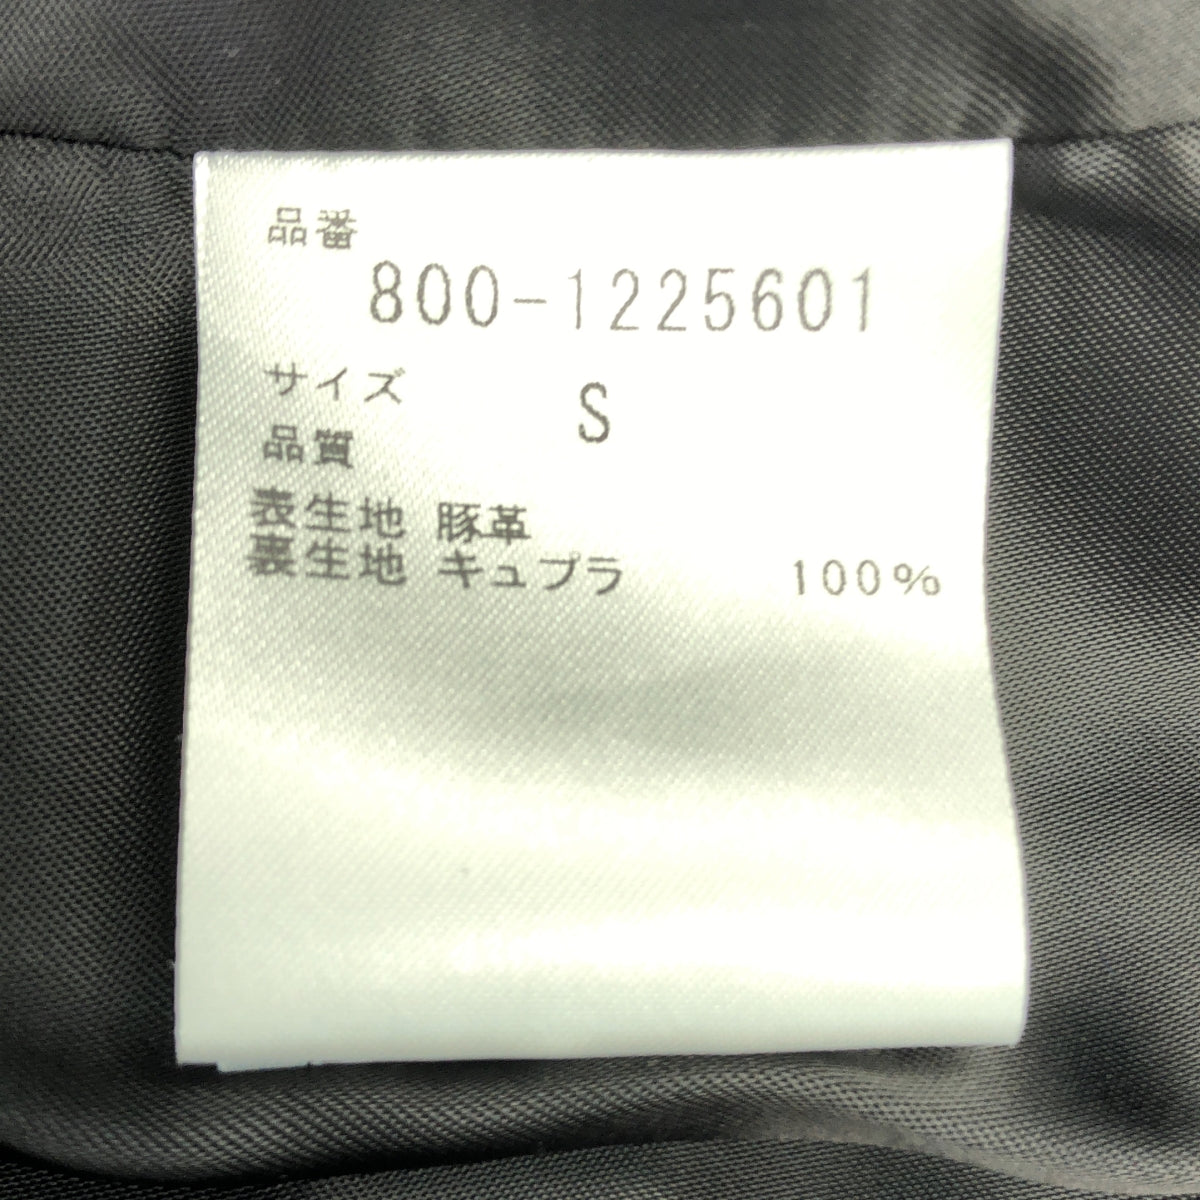 品番
800-1225601
サイズ S
品質
表生地 豚革
裏生地 キュプラ 100%